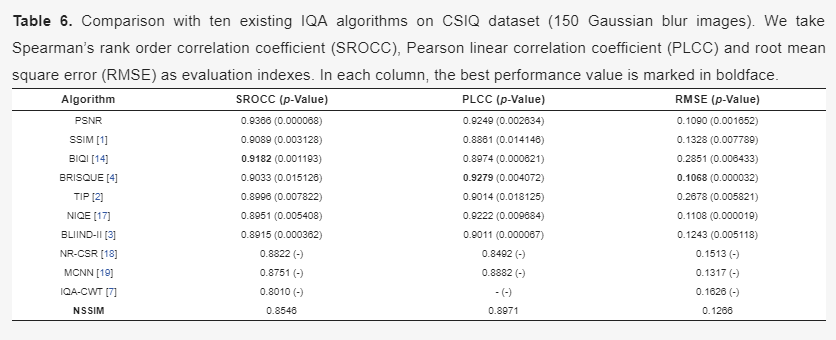 Table 6. Comparison with ten existing IQA algorithms on CSIQ dataset (150 Gaussian blur images). We take
Spearman's rank order correlation coefficient (SROCC), Pearson linear correlation coefficient (PLCC) and root mean
square error (RMSE) as evaluation indexes. In each column, the best performance value is marked in boldface.
Algorithm SROCC (p-Value) PLCC (p-Value) RMSE (p-Value)
PSNR 0.9366 (0.000068) 0.9249 (0.002634) 0.1090 (0.001652)
SSIM [1] 0.9089 (0.003128) 0.8861 (0.014146) 0.1328 (0.007789)
BIQI [14] 0.9182 (0.001193) 0.8974 (0.000621) 0.2851 (0.006433)
BRISQUE [4] 0.9033 (0.015126) 0.9279 (0.004072) 0.1068 (0.000032)
TIP [2] 0.8996 (0.007822) 0.9014 (0.018125) 0.2678 (0.005821)
NIQE [17] 0.8951 (0.005408) 0.9222 (0.009684) 0.1108 (0.000019)
BLIIND-II [3] 0.8915 (0.000362) 0.9011 (0.000067) 0.1243 (0.005118)
NR-CSR [18] 0.8822 (-) 0.8492 (-) 0.1513 (-)
MCNN [19] 0.8751 (-) 0.8882 (-) 0.1317 (-)
IQA-CWT [7] 0.8010 (-) - (-) 0.1626 (-)
NSSIM 0.8546 0.8971 0.1266